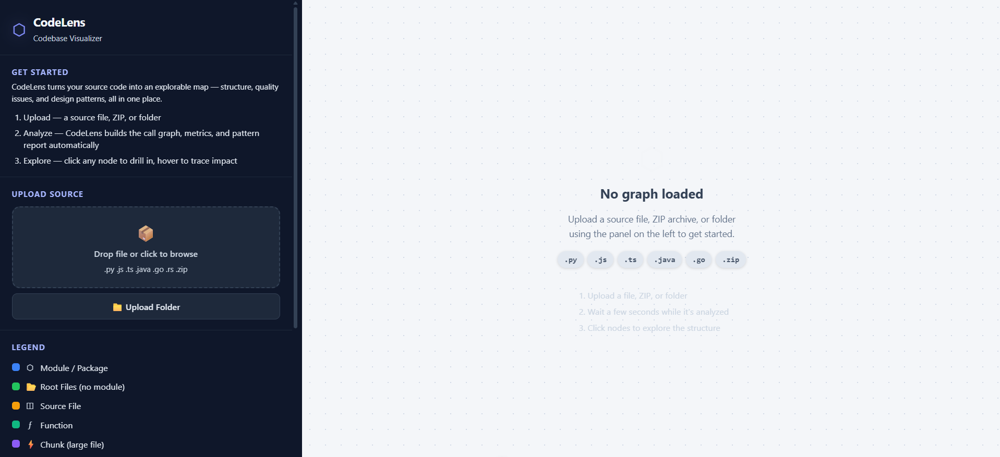 CodeLens
Codebase Visualizer
GET STARTED
CodeLens turns your source code into an explorable map — structure, quality
issues, and design patterns, all in one place.
1. Upload — a source file, ZIP, or folder
2. Analyze — CodeLens builds the call graph, metrics, and pattern
report automatically
3. Explore — click any node to drill in, hover to trace impact
UPLOAD SOURCE
Drop file or click to browse
.py .js .ts .java .go .rs .zip
Upload Folder
LEGEND
Module / Package
Root Files (no module)
Source File
ƒ Function
Chunk (large file)
No graph loaded
Upload a source file, ZIP archive, or folder
using the panel on the left to get started.
.py .js .ts .java .go .zip
1. Upload a file, ZIP, or folder
2. Wait a few seconds while it's analyzed
3. Click nodes to explore the structure